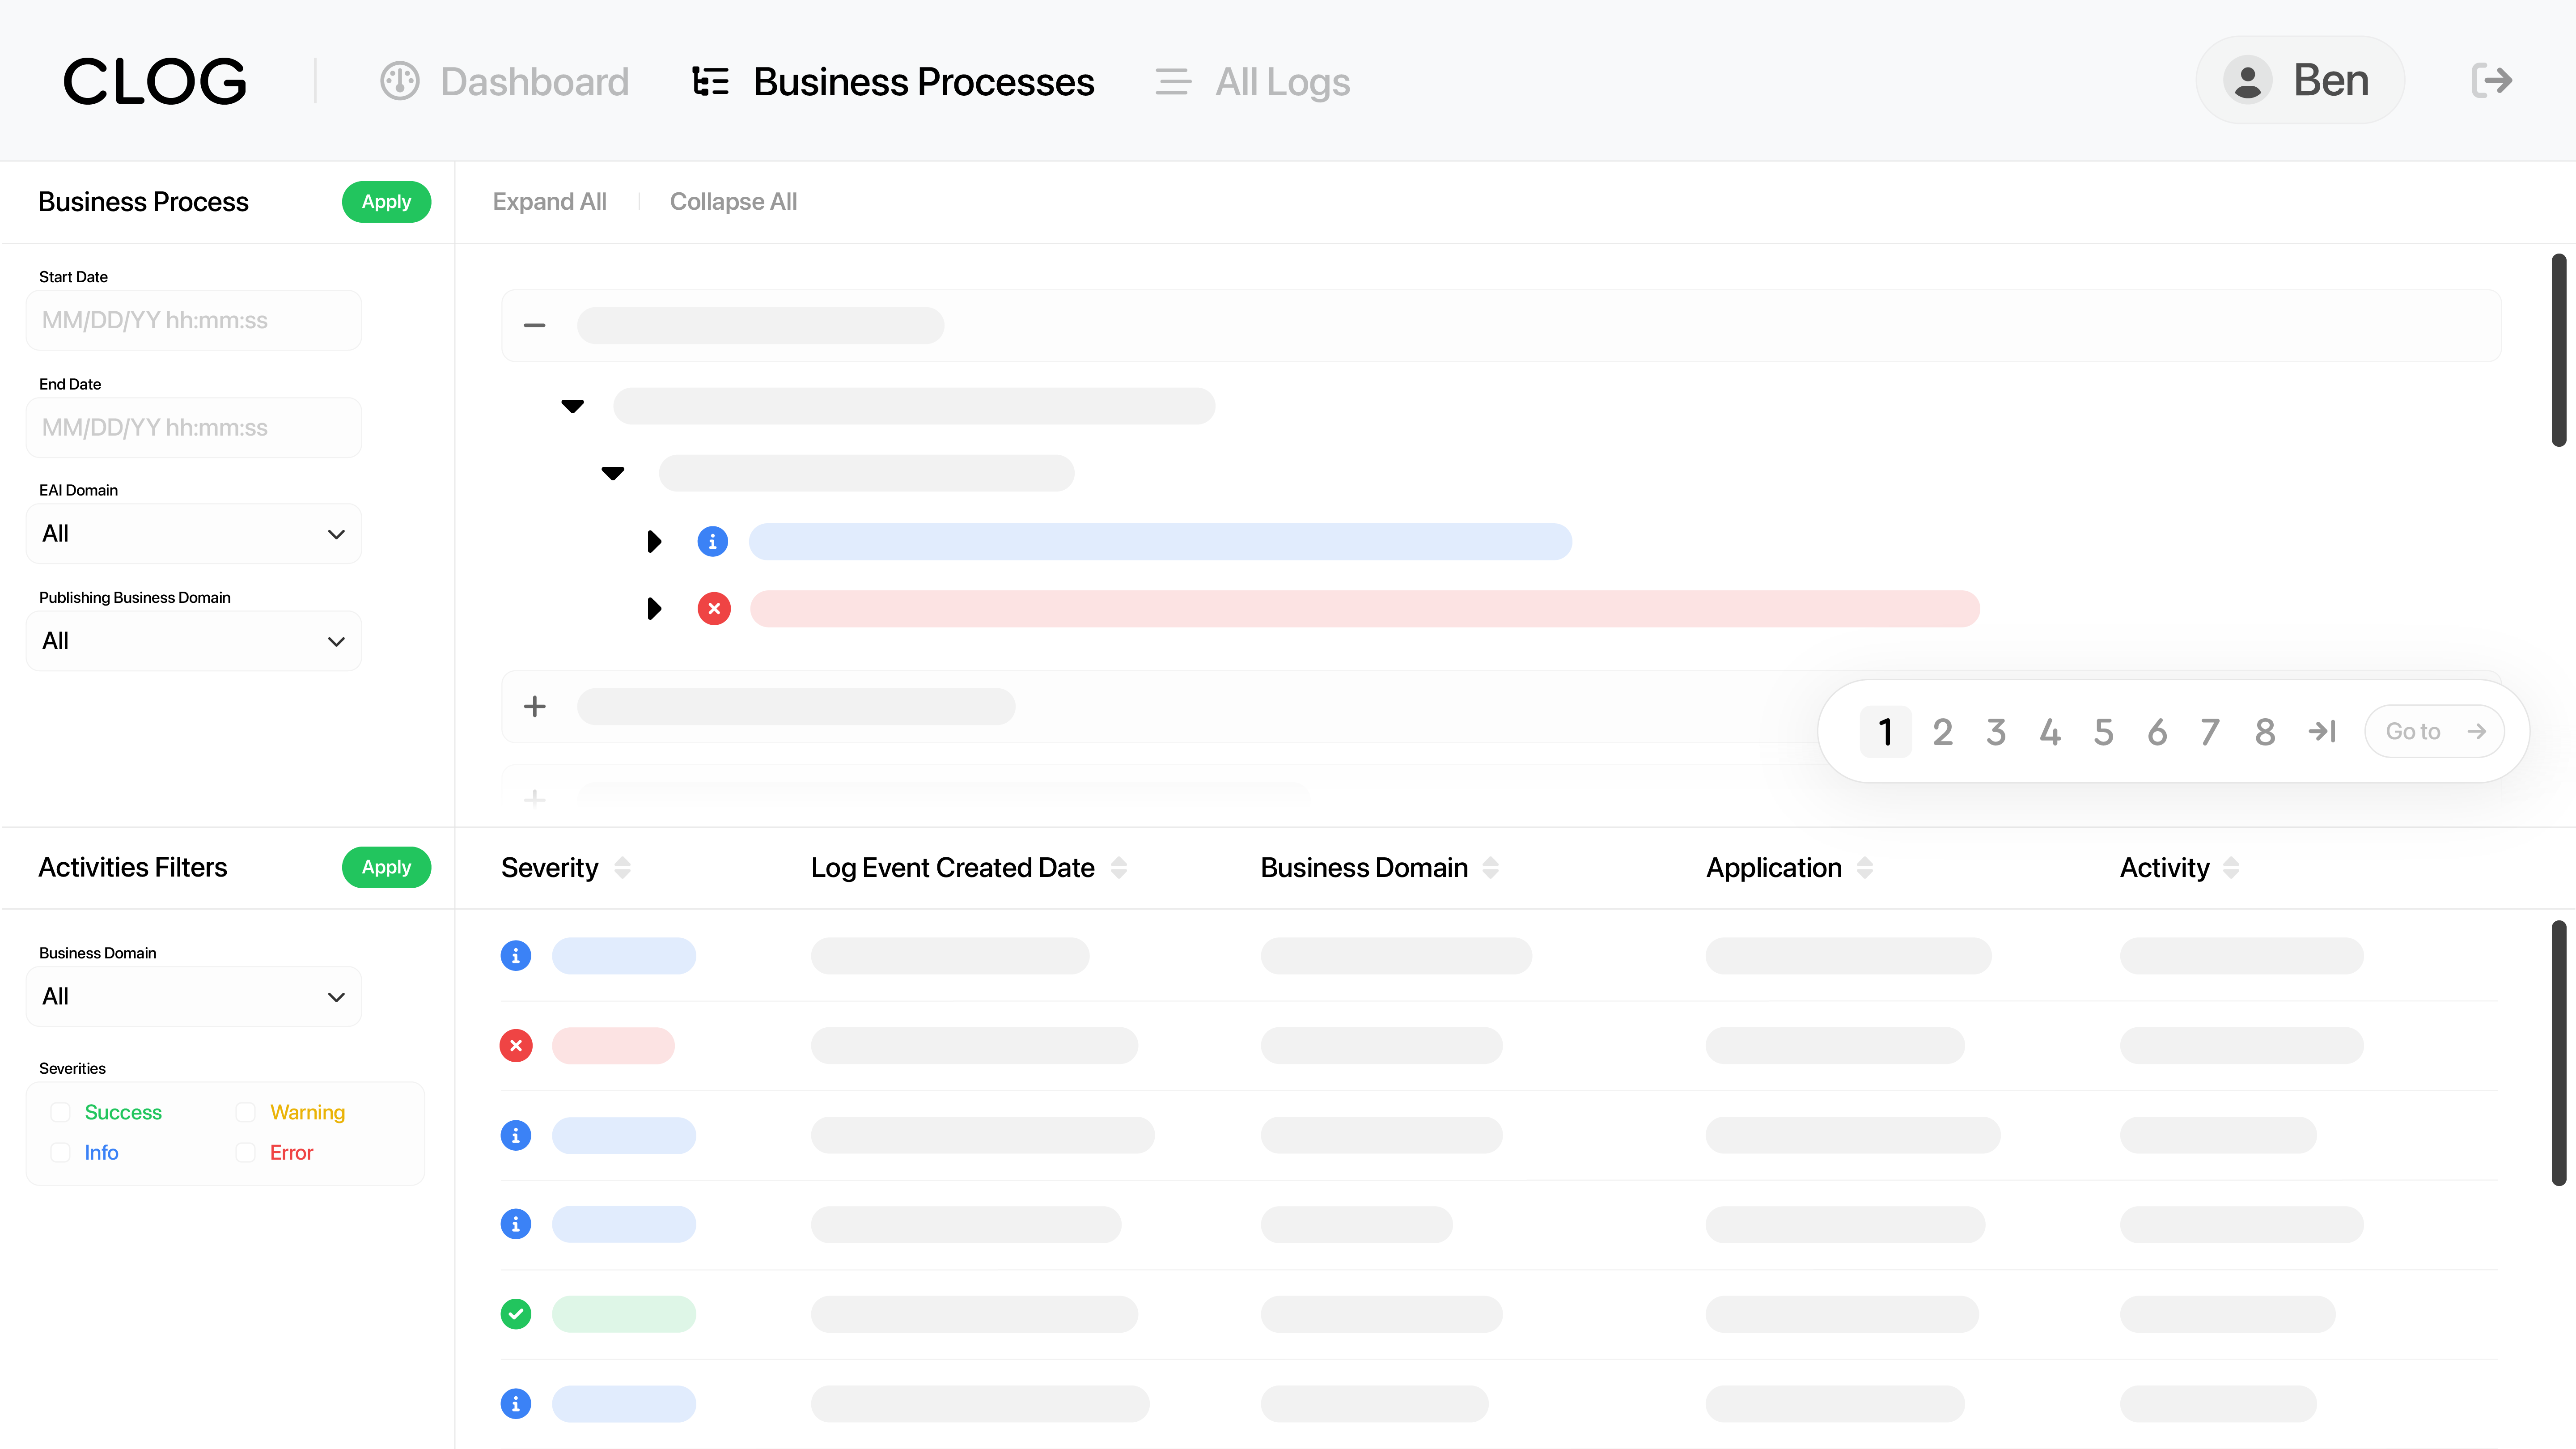 CLOG
Dashboard
Business Processes
All Logs
Ben
Business Process
Apply
Expand All
Collapse All
Start Date
MM/DD/YY hh:mm:ss
End Date
MM/DD/YY hh:mm:ss
EAI Domain
All
Publishing Business Domain
All
1 2 3 4 5 6 7 8
Go to
Activities Filters
Apply
Severity
Log Event Created Date
Business Domain
Application
Activity
Business Domain
All
Severities
Success
Warning
Info
Error